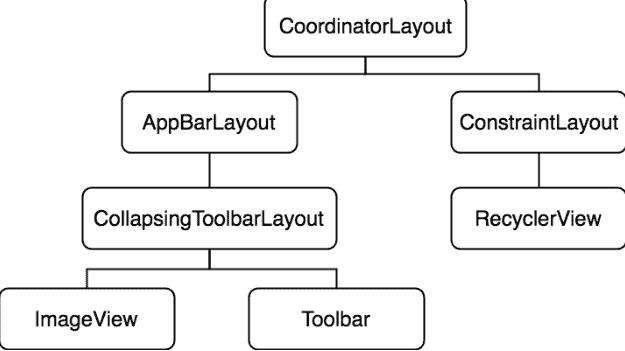 CoordinatorLayout
AppBarLayout
ConstraintLayout
CollapsingToolbarLayout
RecyclerView
ImageView
Toolbar